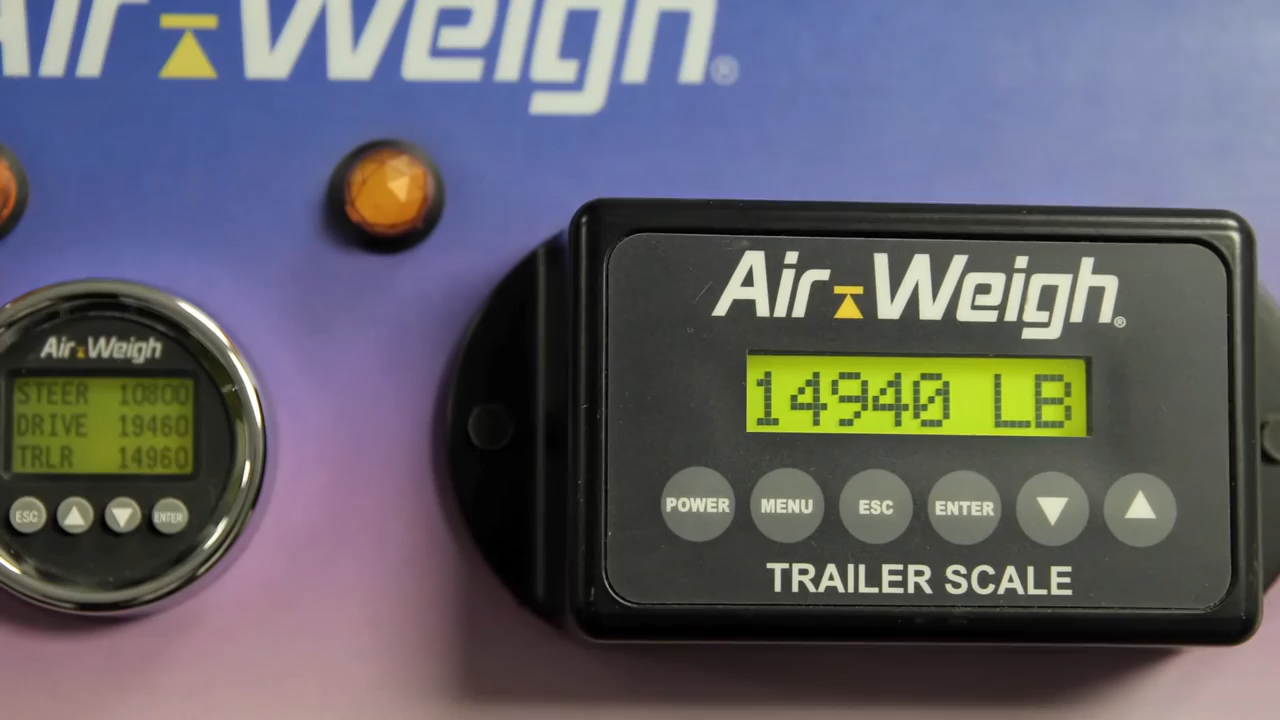 Air-Weigh®
Air-Weigh
STEER 10800
DRIVE 19460
TRLR 14960
ESC ENTER
Air-Weigh®
14940 LB
POWER MENU ESC ENTER
TRAILER SCALE